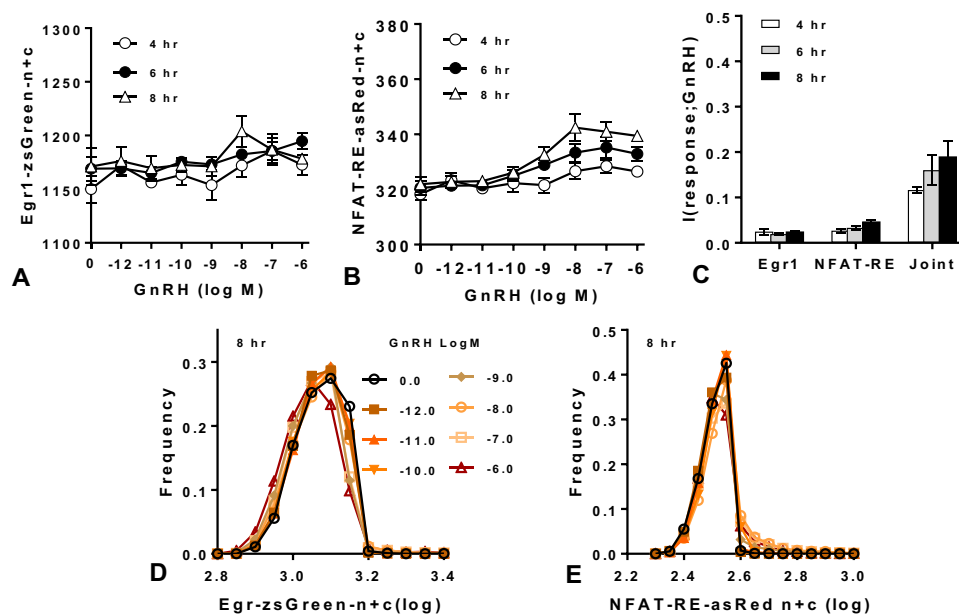 1300
1250
1200
1150
1100
Egr1-zsGreen-n+c
4 hr
6 hr
8 hr
0 -12 -11 -10 -9 -8 -7 -6
GnRH (log M)
A
380
360
340
320
300
NFAT-RE-asRed-n+c
4 hr
6 hr
8 hr
0 -12 -11 -10 -9 -8 -7 -6
GnRH (log M)
B
0.5
0.4
0.3
0.2
0.1
0.0
I(response;GnRH)
4 hr
6 hr
8 hr
Egr1 NFAT-RE Joint
C
8 hr
GnRH LogM
0.0
-12.0
-11.0
-10.0
-9.0
-8.0
-7.0
-6.0
0.3
0.2
0.1
0.0
Frequency
2.8 3.0 3.2 3.4
Egr-zsGreen-n+c(log)
D
8 hr
0.5
0.4
0.3
0.2
0.1
0.0
Frequency
2.2 2.4 2.6 2.8 3.0
NFAT-RE-asRed n+c (log)
E